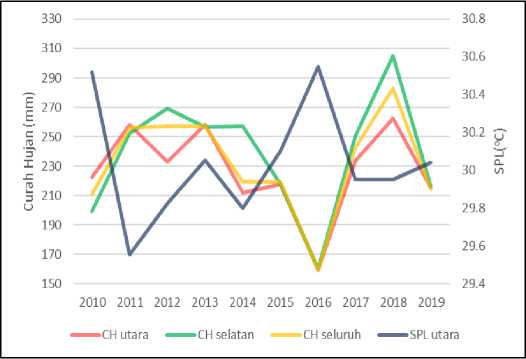 330 30.8
310 30.6
290 30.4
270 30.2
250 30
230 29.8
210 29.6
190 29.4
170
150
Curah Hujan (mm)
SPL(°C)
2010 2011 2012 2013 2014 2015 2016 2017 2018 2019
CH utara CH selatan CH seluruh SPL utara